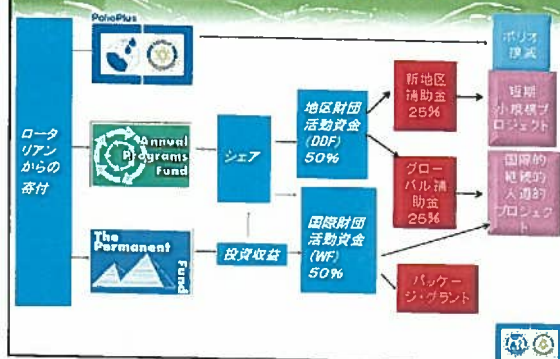 PolioPlus
ポリオ
撲滅
ロータ
リアン
からの
寄付
Annual
Programs
Fund
シェア
地区財団
活動資金
(DDF)
50%
新地区
補助金
25%
短期
小規模プ
ロジェクト
グロー
バル補
助金
25%
国際的
継続的
人道的
プロジェク
ト
The
Permanent
Fund
投資収益
国際財団
活動資金
(WF)
50%
パッケー
ジ・グラント